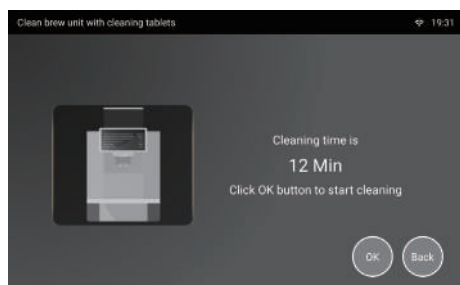 Clean brew unit with cleaning tablets
19:31
Cleaning time is
12 Min
Click OK button to start cleaning
OK
Back